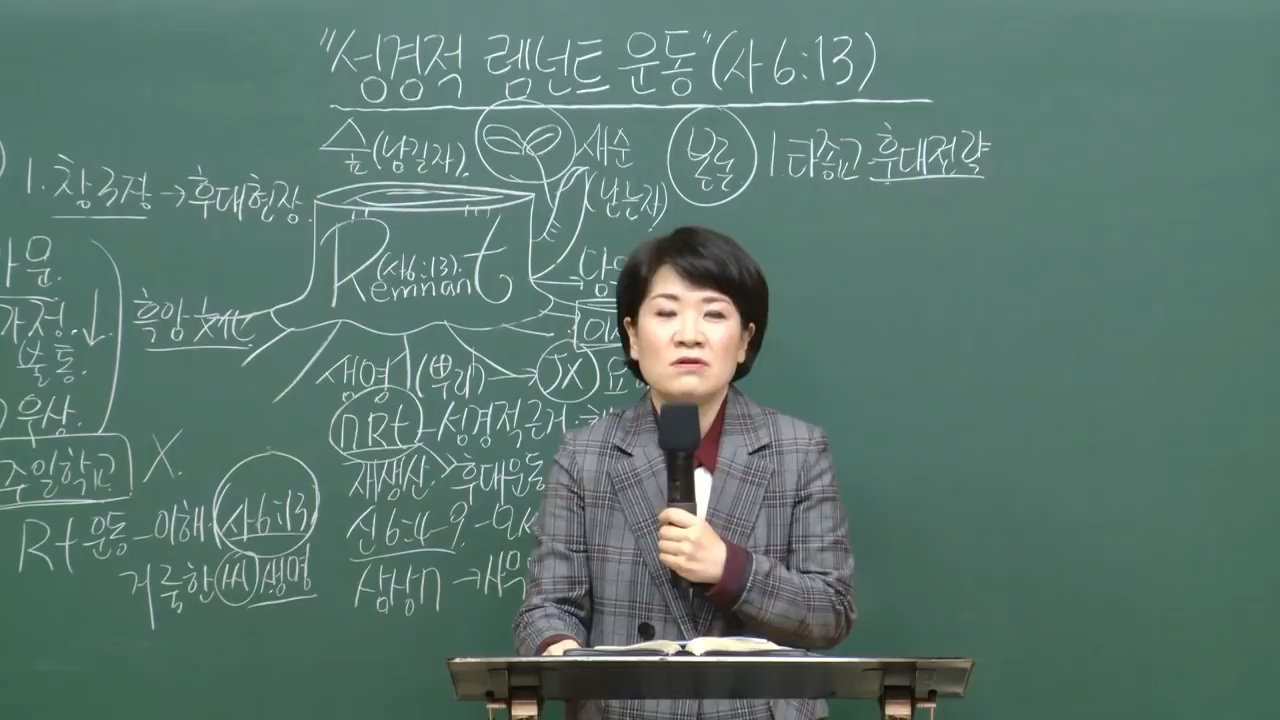 "성경적 렘넌트 운동"(사 6:13)
숲(남길자).
새순
(남는자)
본론
1 타종교 후대전략
1. 창 3장 → 후대현장
Remnant
(사6:13).
흑암문화
가정.
우상.
주일학교 X.
생명 (뿌리) → JX
nRt - 성경적근거
재생산. 후대운동
Rt 운동 - 이해 사6:13
신 6:4-9.
거룩한 씨 생명
삼상